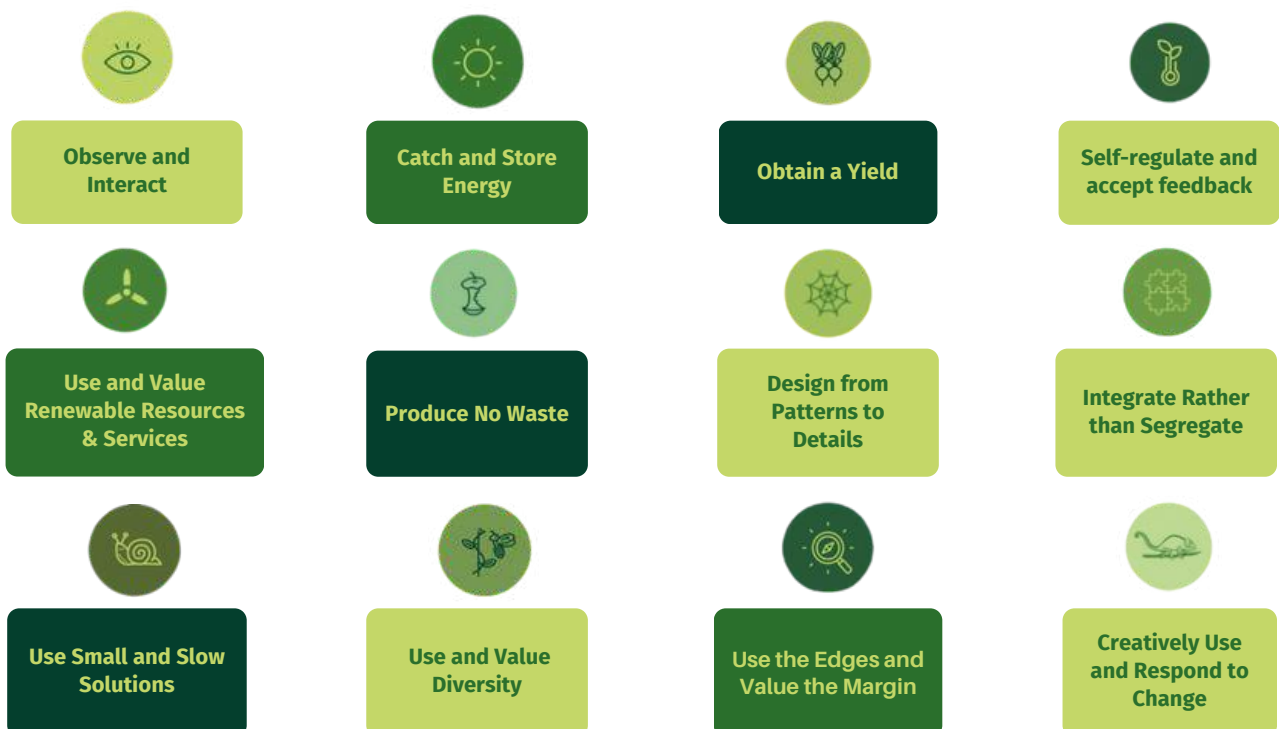 Observe and
Interact
Catch and Store
Energy
Obtain a Yield
Self-regulate and
accept feedback
Use and Value
Renewable Resources
& Services
Produce No Waste
Design from
Patterns to
Details
Integrate Rather
than Segregate
Use Small and Slow
Solutions
Use and Value
Diversity
Use the Edges and
Value the Margin
Creatively Use
and Respond to
Change